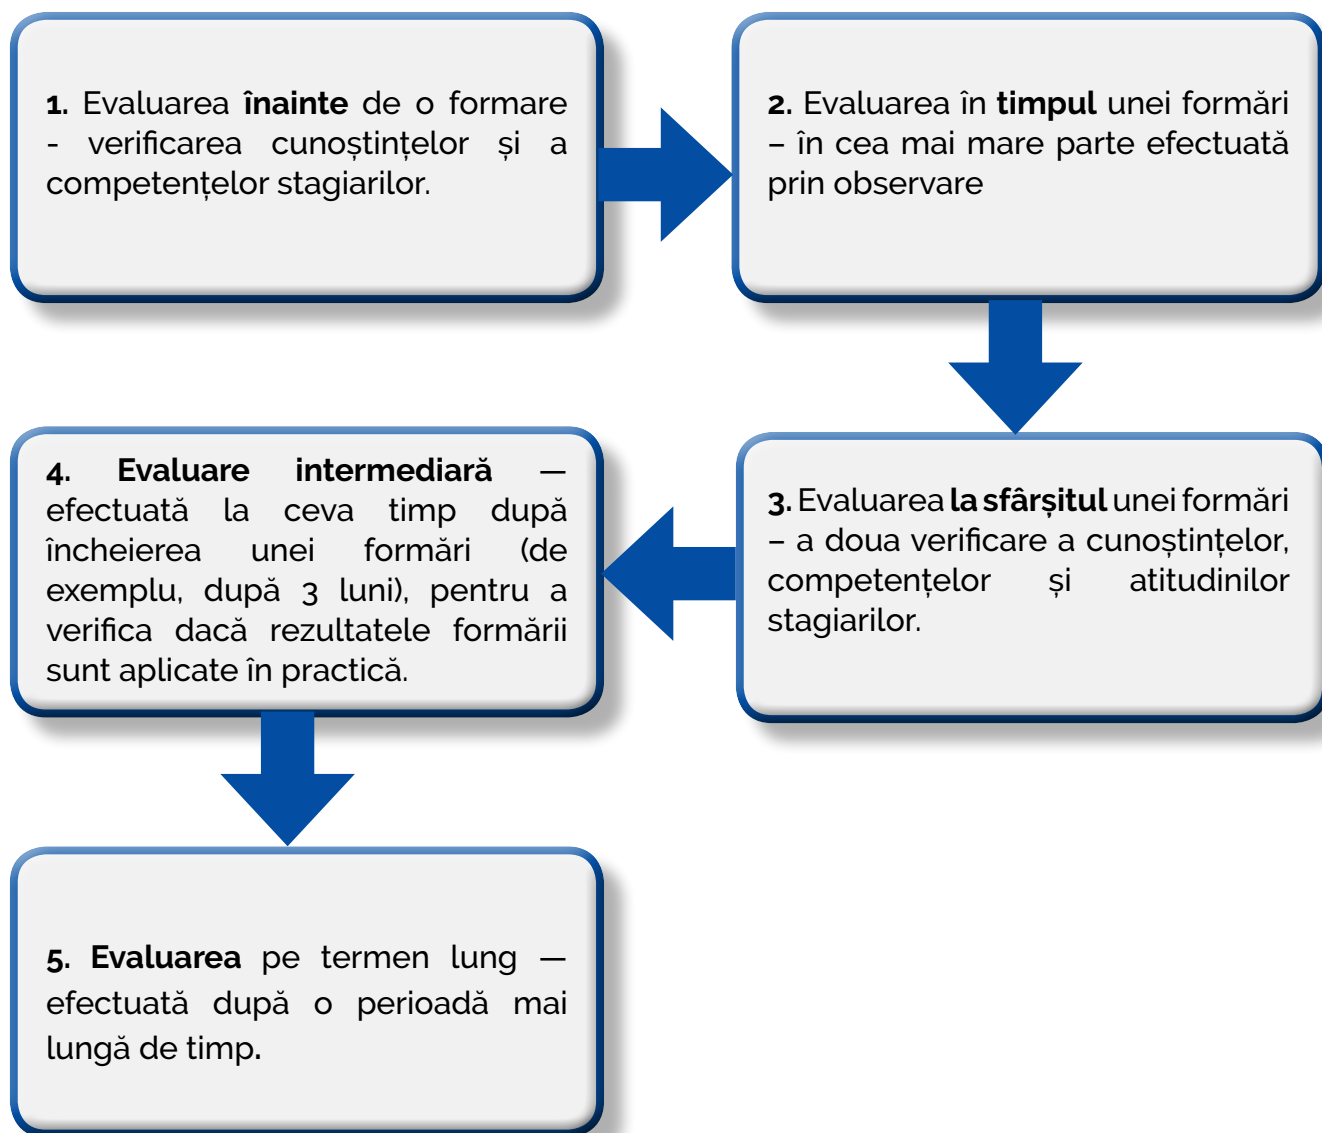 1. Evaluarea înainte de o formare
- verificarea cunoștințelor și a
competențelor stagiarilor.
2. Evaluarea în timpul unei formări
– în cea mai mare parte efectuată
prin observare
3. Evaluarea la sfârșitul unei formări
– a doua verificare a cunoștințelor,
competențelor și atitudinilor
stagiarilor.
4. Evaluare intermediară —
efectuată la ceva timp după
încheierea unei formări (de
exemplu, după 3 luni), pentru a
verifica dacă rezultatele formării
sunt aplicate în practică.
5. Evaluarea pe termen lung —
efectuată după o perioadă mai
lungă de timp.